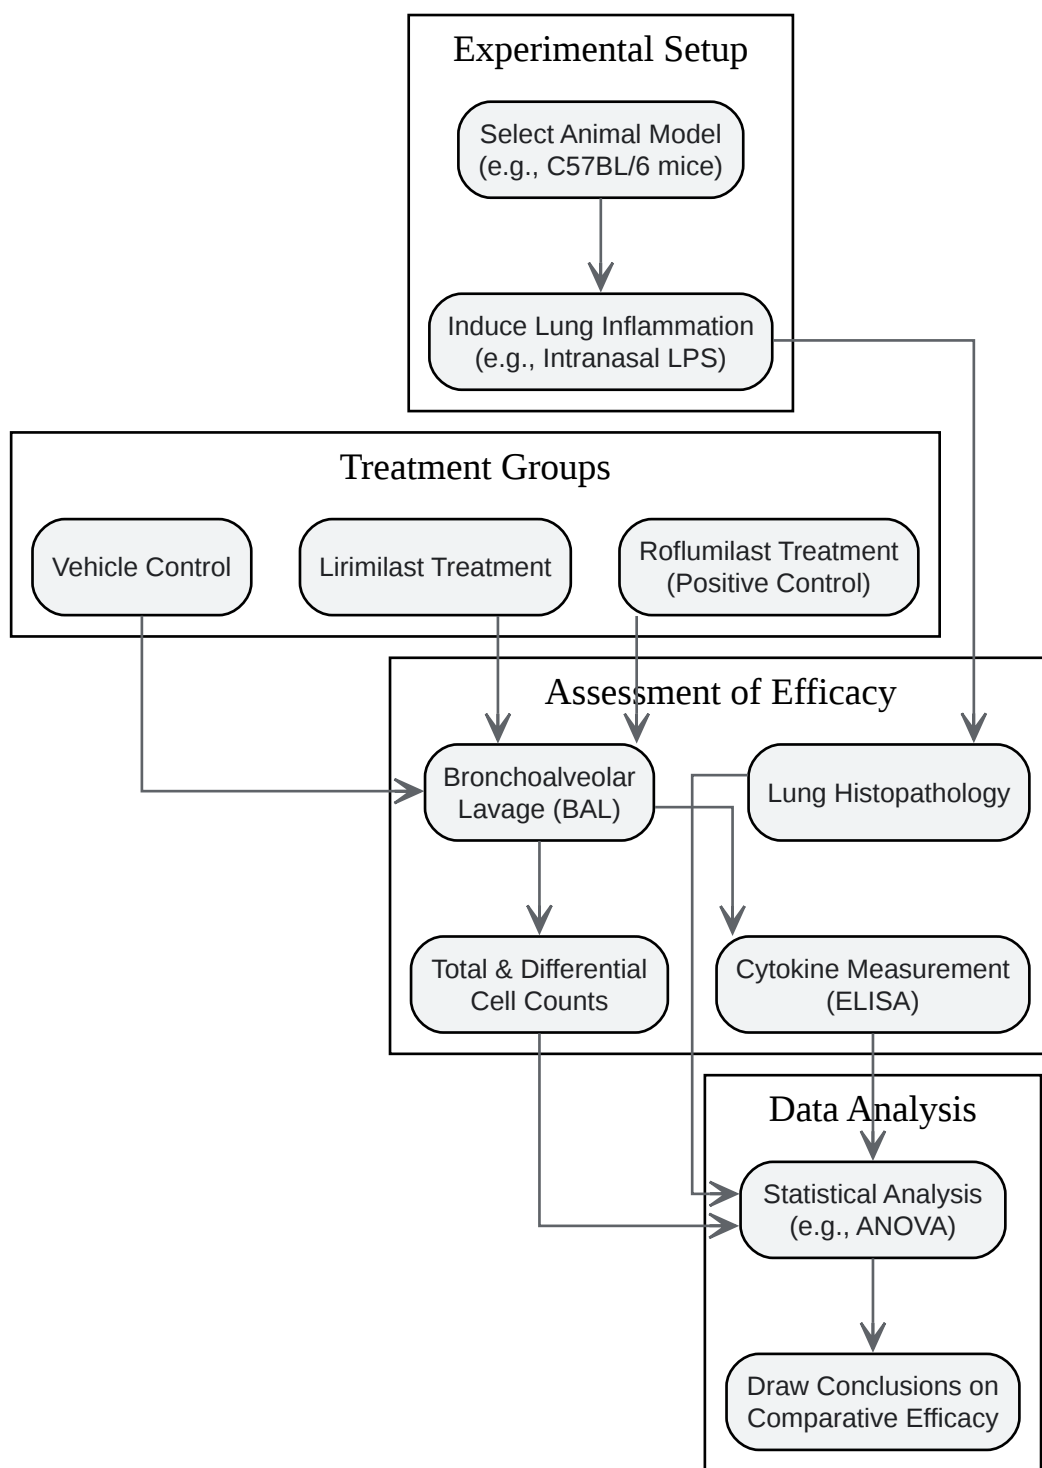 Experimental Setup
Select Animal Model
(e.g., C57BL/6 mice)
Induce Lung Inflammation
(e.g., Intranasal LPS)
Treatment Groups
Vehicle Control
Lirimilast Treatment
Roflumilast Treatment
(Positive Control)
Assessment of Efficacy
Bronchoalveolar
Lavage (BAL)
Lung Histopathology
Total & Differential
Cell Counts
Cytokine Measurement
(ELISA)
Data Analysis
Statistical Analysis
(e.g., ANOVA)
Draw Conclusions on
Comparative Efficacy